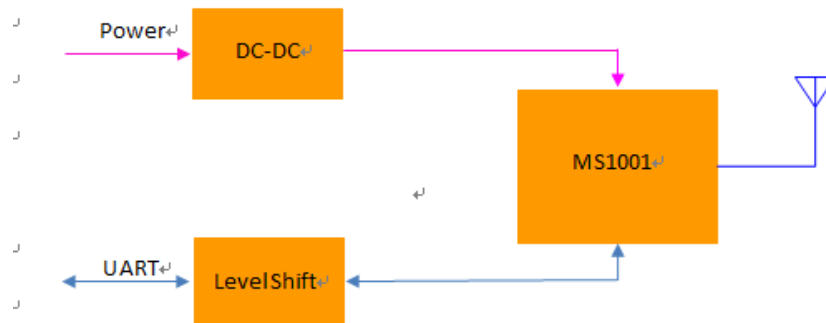 Power
DC-DC
MS1001
UART
LevelShift